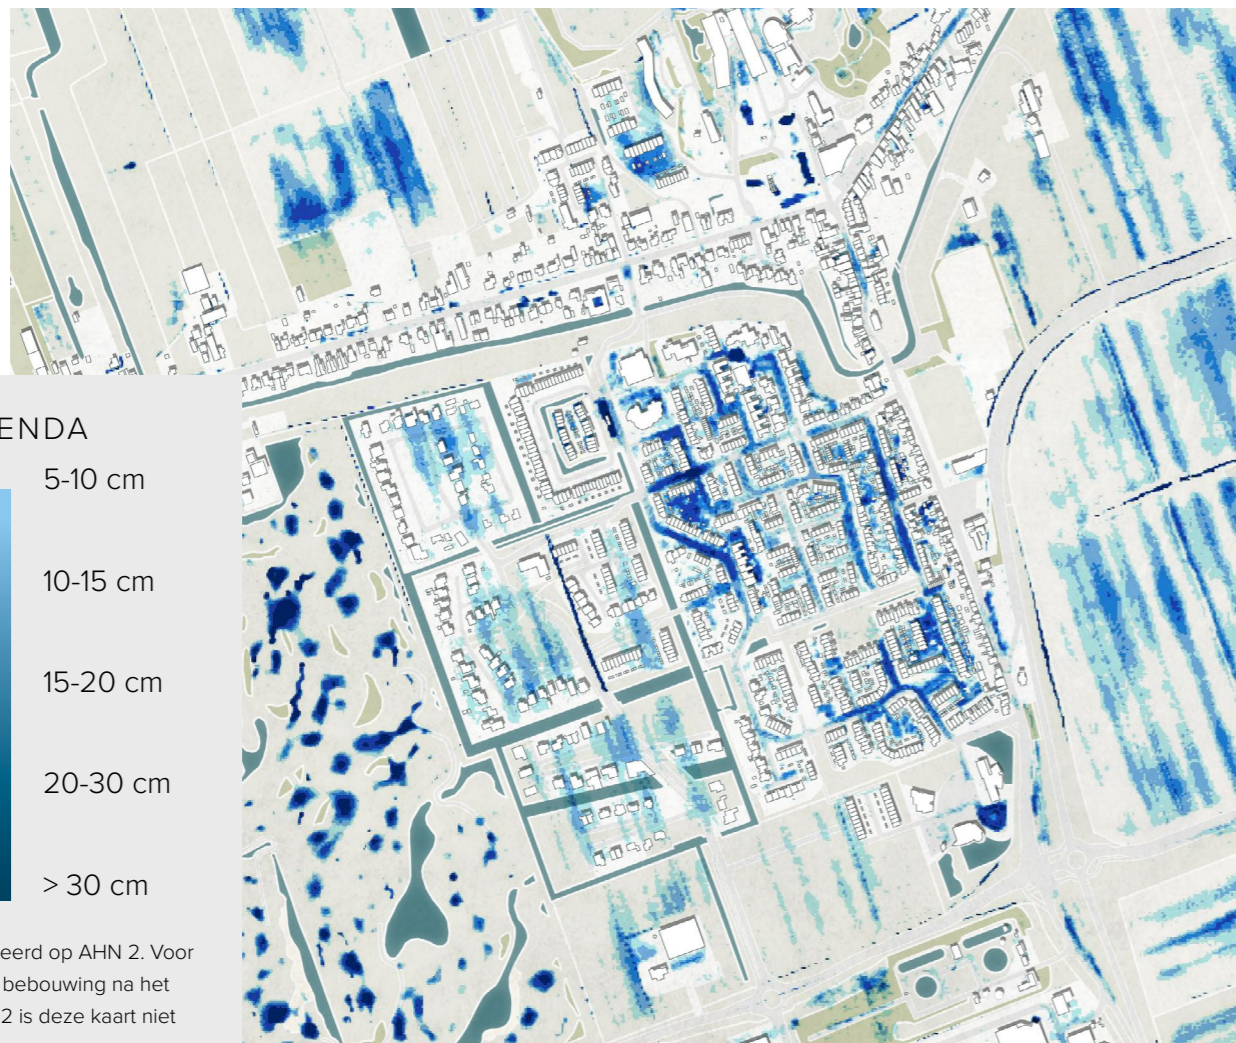 ENDA
5-10 cm
10-15 cm
15-20 cm
20-30 cm
> 30 cm
eerd op AHN 2. Voor
bebouwing na het
2 is deze kaart niet